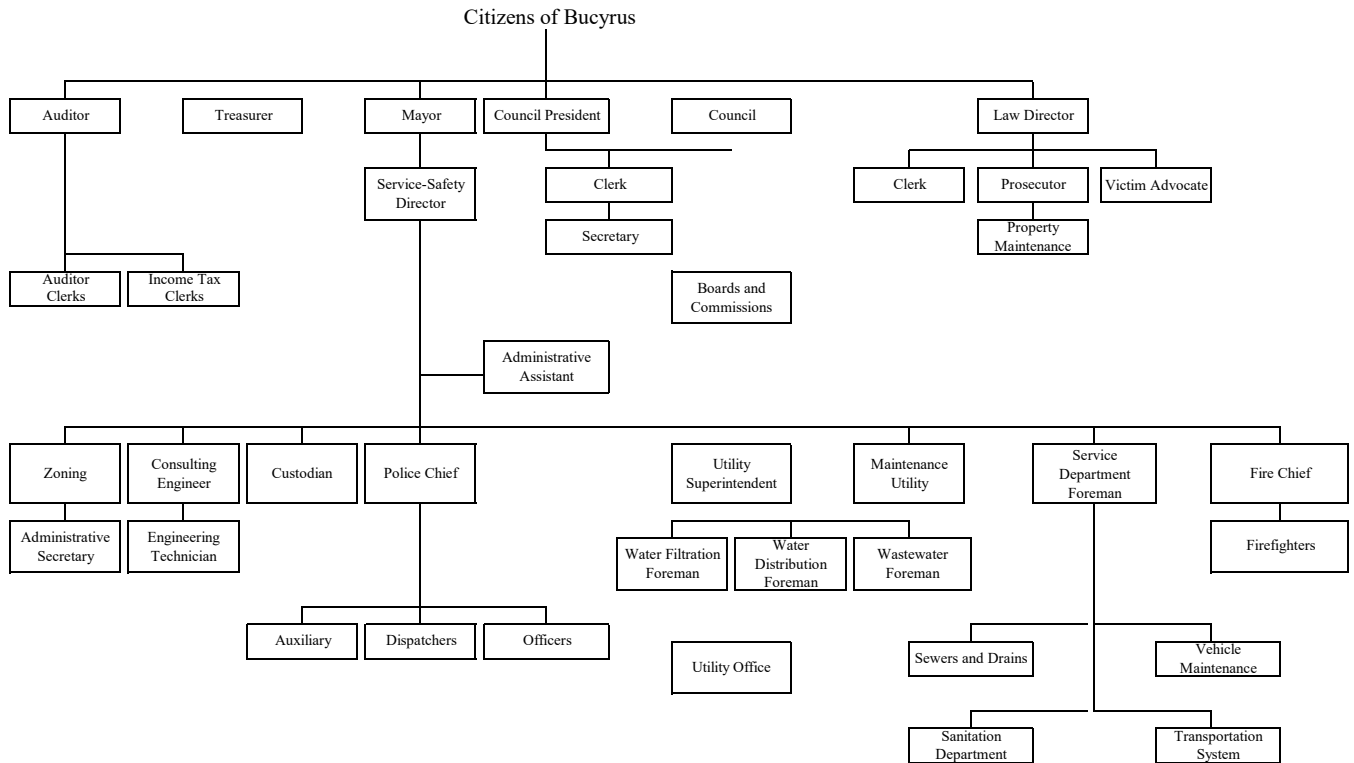 Citizens of Bucyrus
Auditor
Treasurer
Mayor
Council President
Council
Law Director
Service-Safety
Director
Clerk
Clerk
Prosecutor
Victim Advocate
Secretary
Property
Maintenance
Auditor
Clerks
Income Tax
Clerks
Boards and
Commissions
Administrative
Assistant
Zoning
Consulting
Engineer
Custodian
Police Chief
Utility
Superintendent
Maintenance
Utility
Service
Department
Foreman
Fire Chief
Administrative
Secretary
Engineering
Technician
Water Filtration
Foreman
Water
Distribution
Foreman
Wastewater
Foreman
Firefighters
Auxiliary
Dispatchers
Officers
Utility Office
Sewers and Drains
Vehicle
Maintenance
Sanitation
Department
Transportation
System